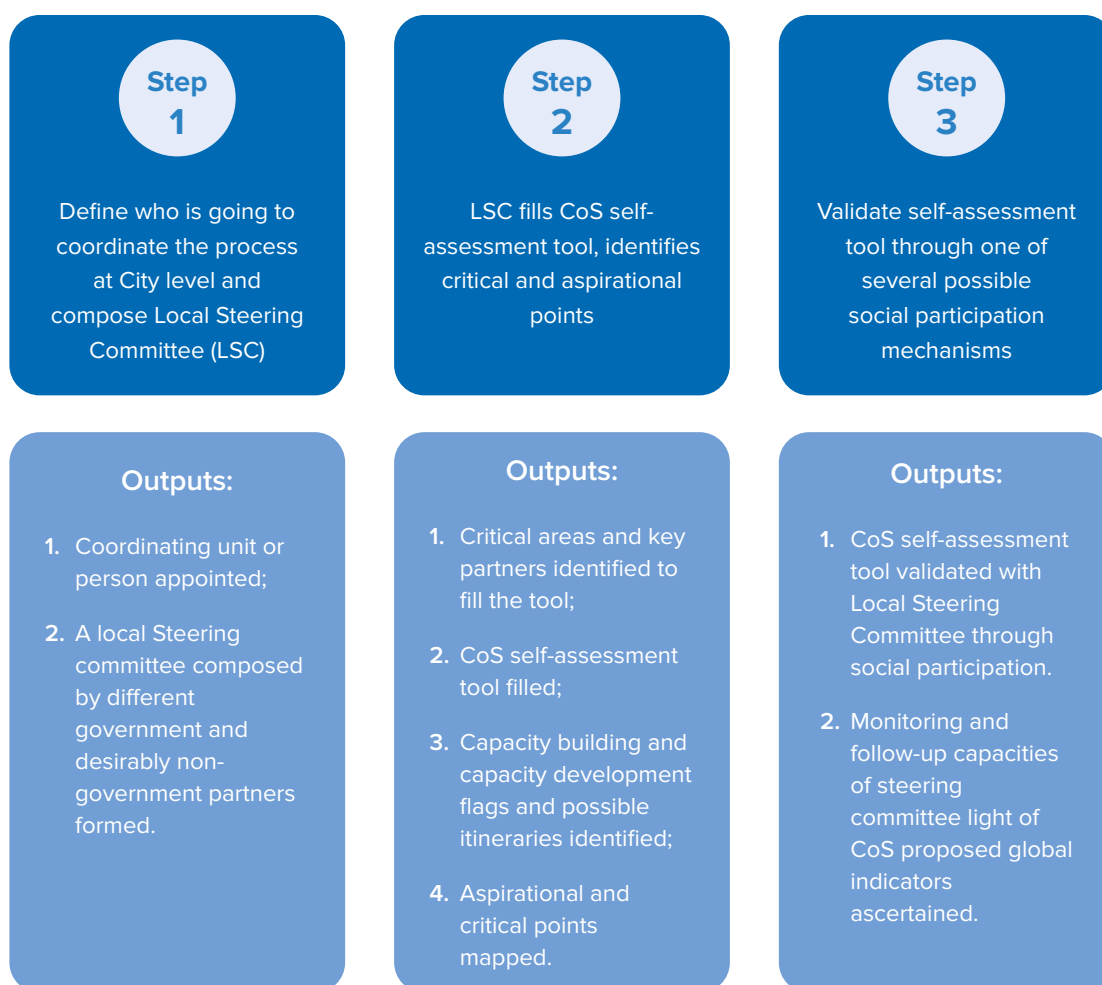 Step
1
Define who is going to
coordinate the process
at City level and
compose Local Steering
Committee (LSC)
Outputs:
1. Coordinating unit or
person appointed;
2. A local Steering
committee composed
by different
government and
desirably non-
government partners
formed.
Step
2
LSC fills CoS self-
assessment tool, identifies
critical and aspirational
points
Outputs:
1. Critical areas and key
partners identified to
fill the tool;
2. CoS self-assessment
tool filled;
3. Capacity building and
capacity development
flags and possible
itineraries identified;
4. Aspirational and
critical points
mapped.
Step
3
Validate self-assessment
tool through one of
several possible
social participation
mechanisms
Outputs:
1. CoS self-assessment
tool validated with
Local Steering
Committee through
social participation.
2. Monitoring and
follow-up capacities
of steering
committee light of
CoS proposed global
indicators
ascertained.